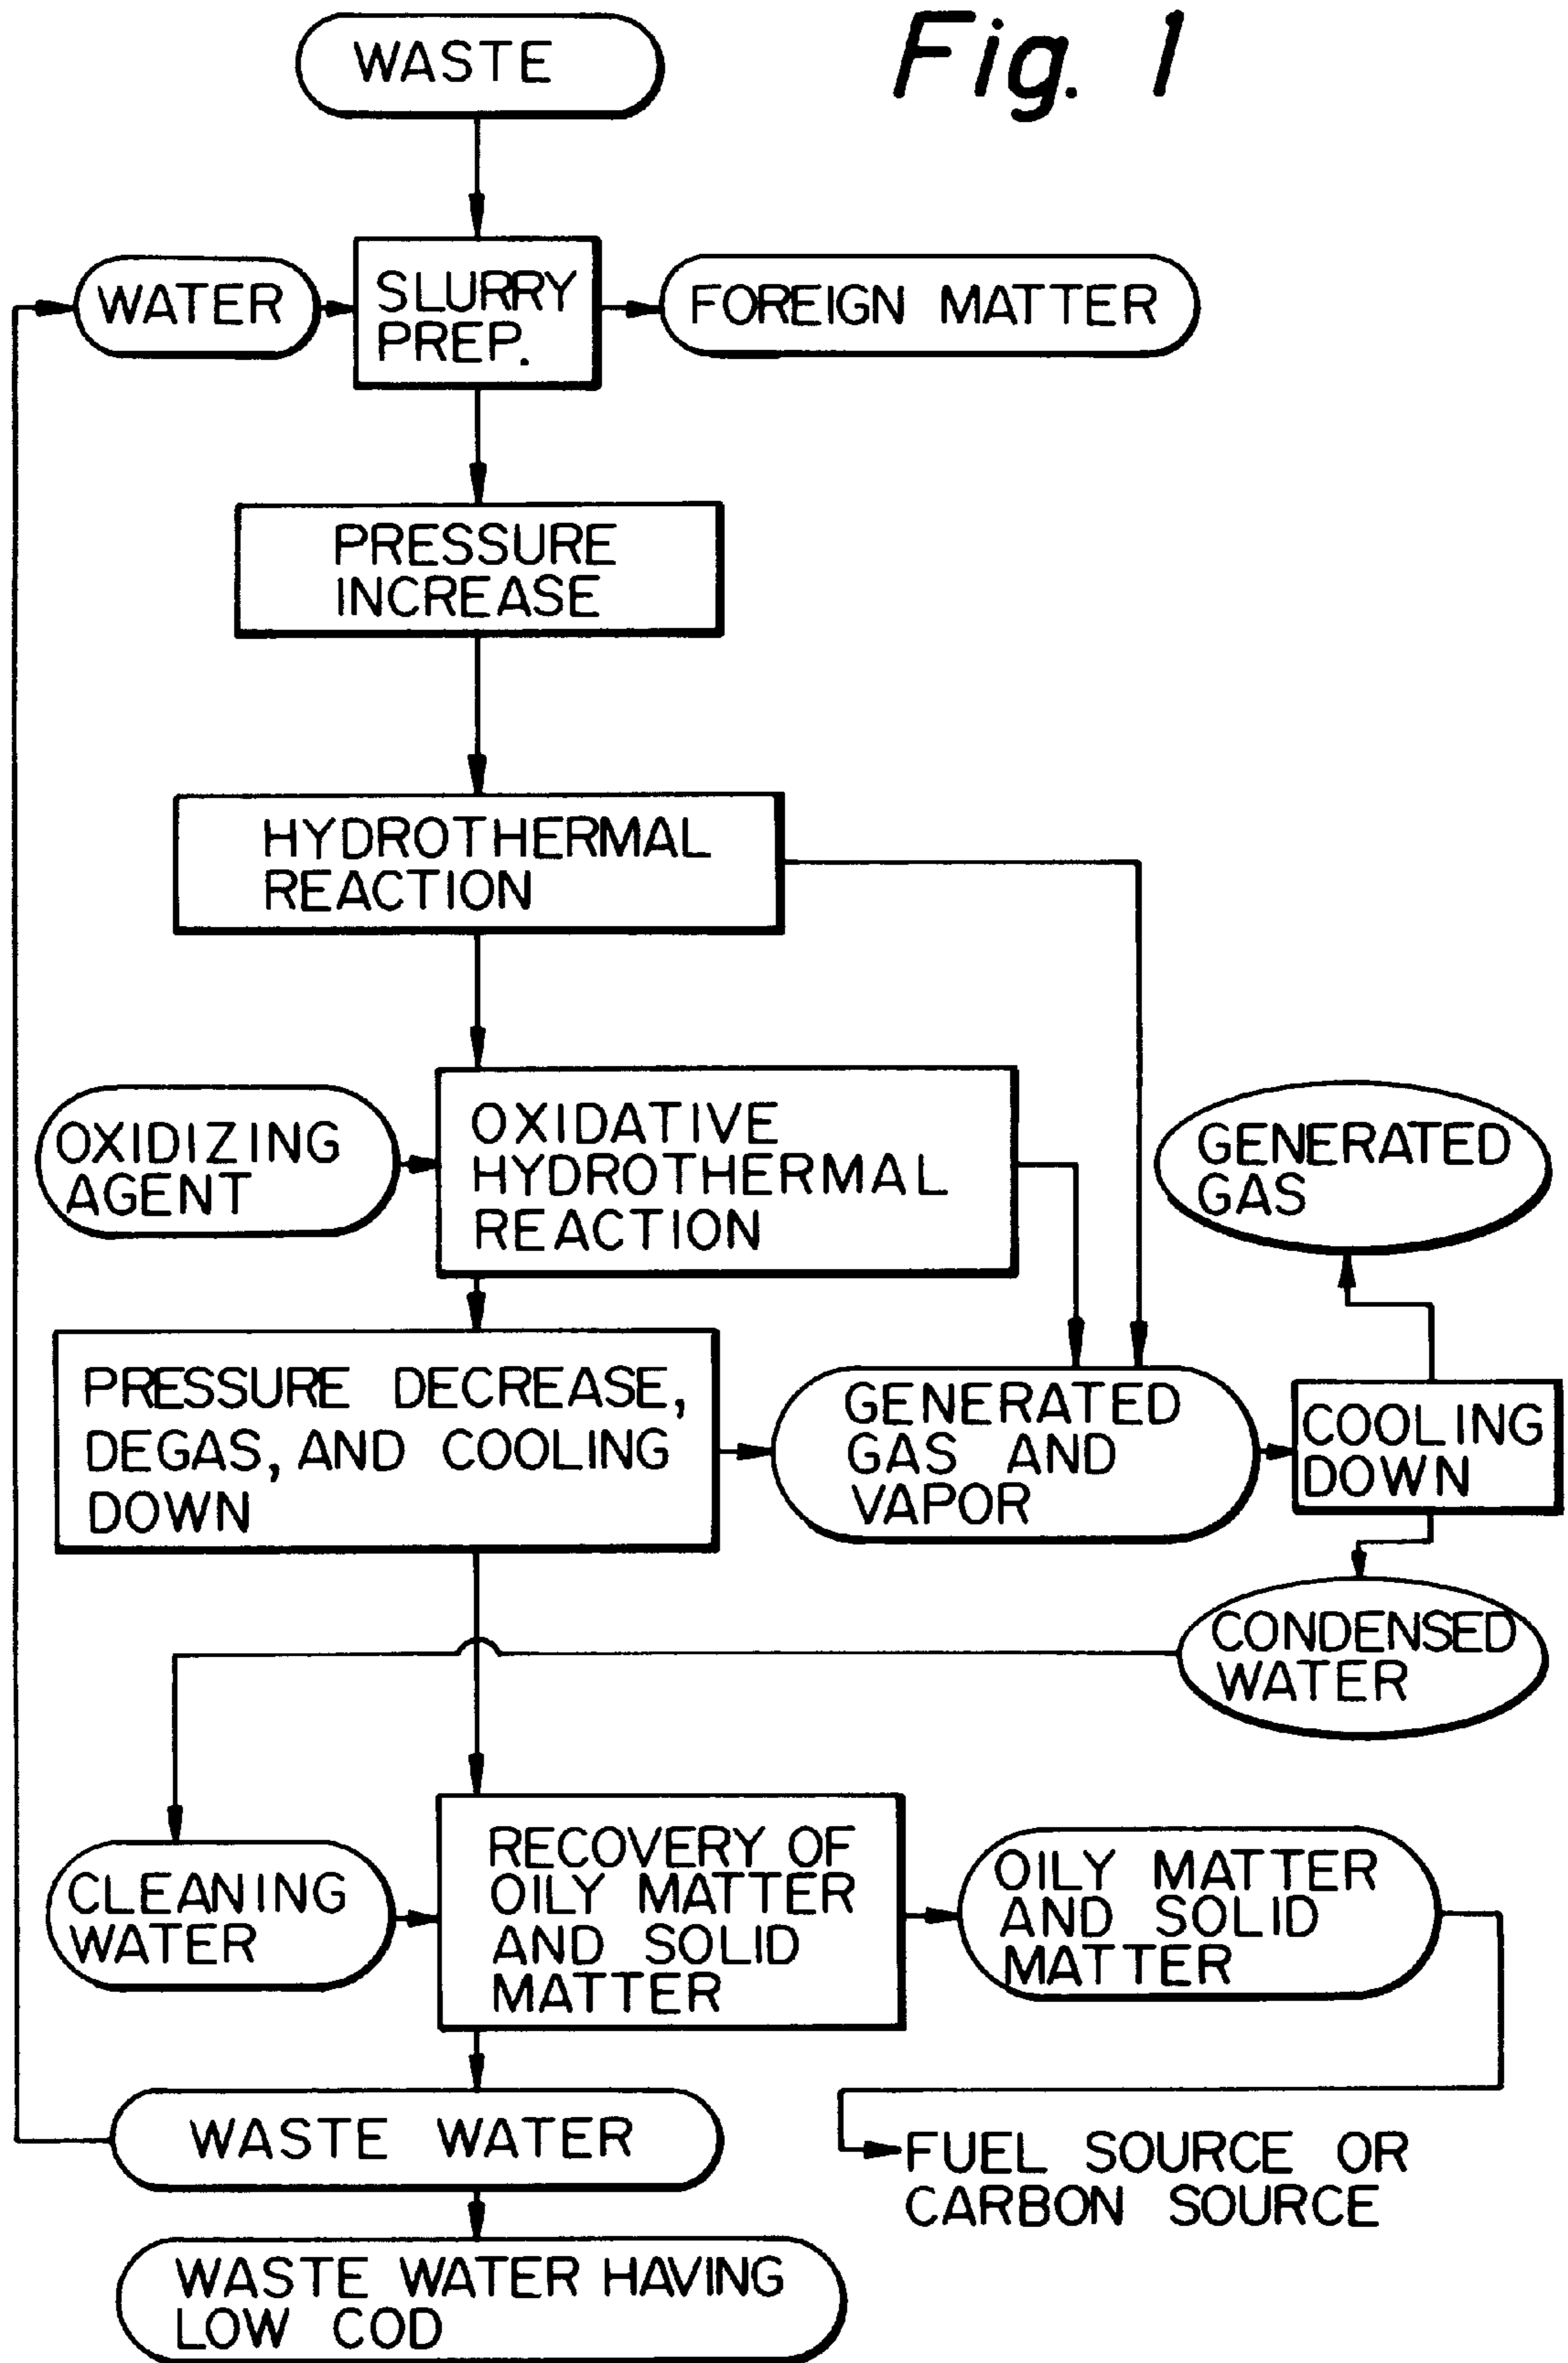 Fig. 1
WASTE
WATER
SLURRY
PREP.
FOREIGN MATTER
PRESSURE
INCREASE
HYDROTHERMAL
REACTION
OXIDIZING
AGENT
OXIDATIVE
HYDROTHERMAL
REACTION
GENERATED
GAS
PRESSURE DECREASE,
DEGAS, AND COOLING
DOWN
GENERATED
GAS AND
VAPOR
COOLING
DOWN
CONDENSED
WATER
CLEANING
WATER
RECOVERY OF
OILY MATTER
AND SOLID
MATTER
OILY MATTER
AND SOLID
MATTER
WASTE WATER
FUEL SOURCE OR
CARBON SOURCE
WASTE WATER HAVING
LOW COD